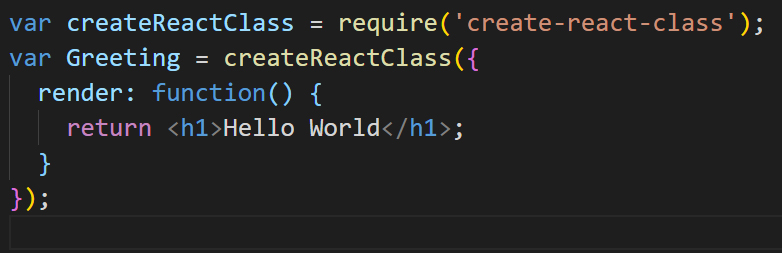 var createReactClass = require('create-react-class');
var Greeting = createReactClass({
  render: function() {
    return <h1>Hello World</h1>;
  }
});